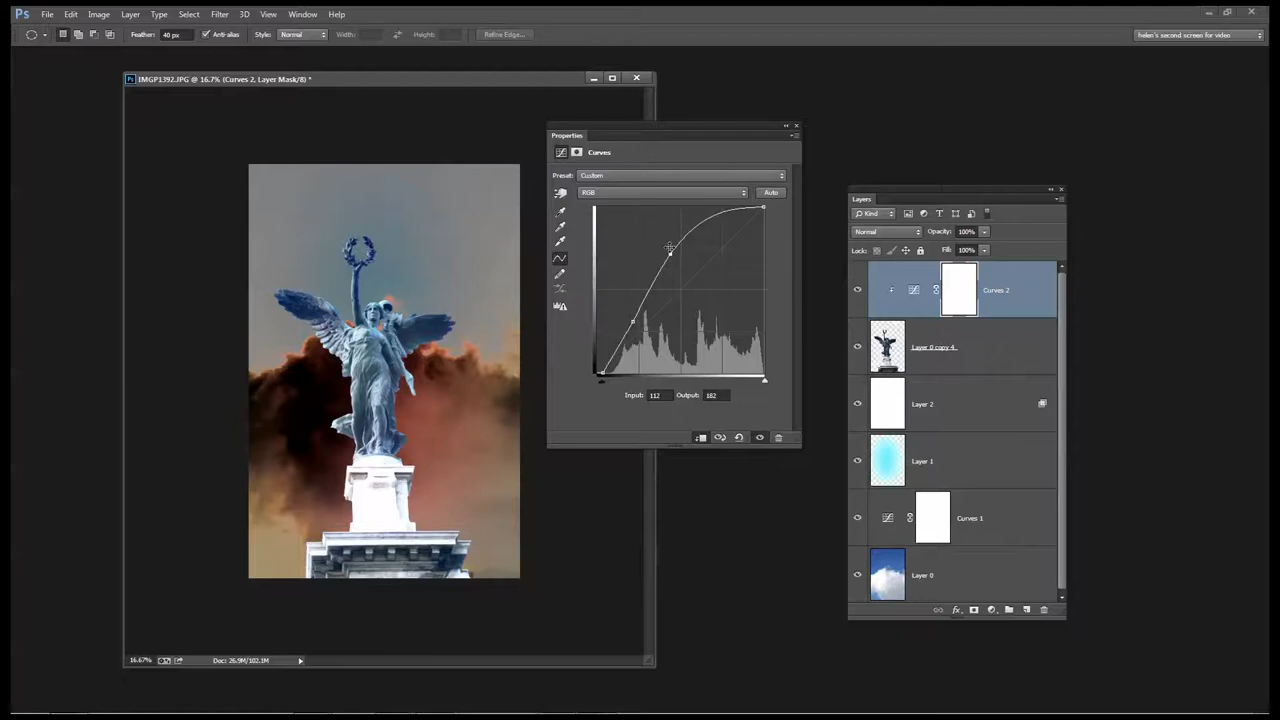 Ps File Edit Image Layer Type Select Filter 3D View Window Help
Feather: 40 px Anti-alias Style: Normal Width: Height: Refine Edge... helen's second screen for video
IMGP1392.JPG @ 16.7% (Curves 2, Layer Mask/8) *
Properties
Curves
Preset: Custom
RGB Auto
Input: 112 Output: 182
Layers
Kind
Normal Opacity: 100%
Lock: Fill: 100%
Curves 2
Layer 0 copy 4
Layer 2
Layer 1
Curves 1
Layer 0
fx
16.67% Doc: 26.9M/102.1M